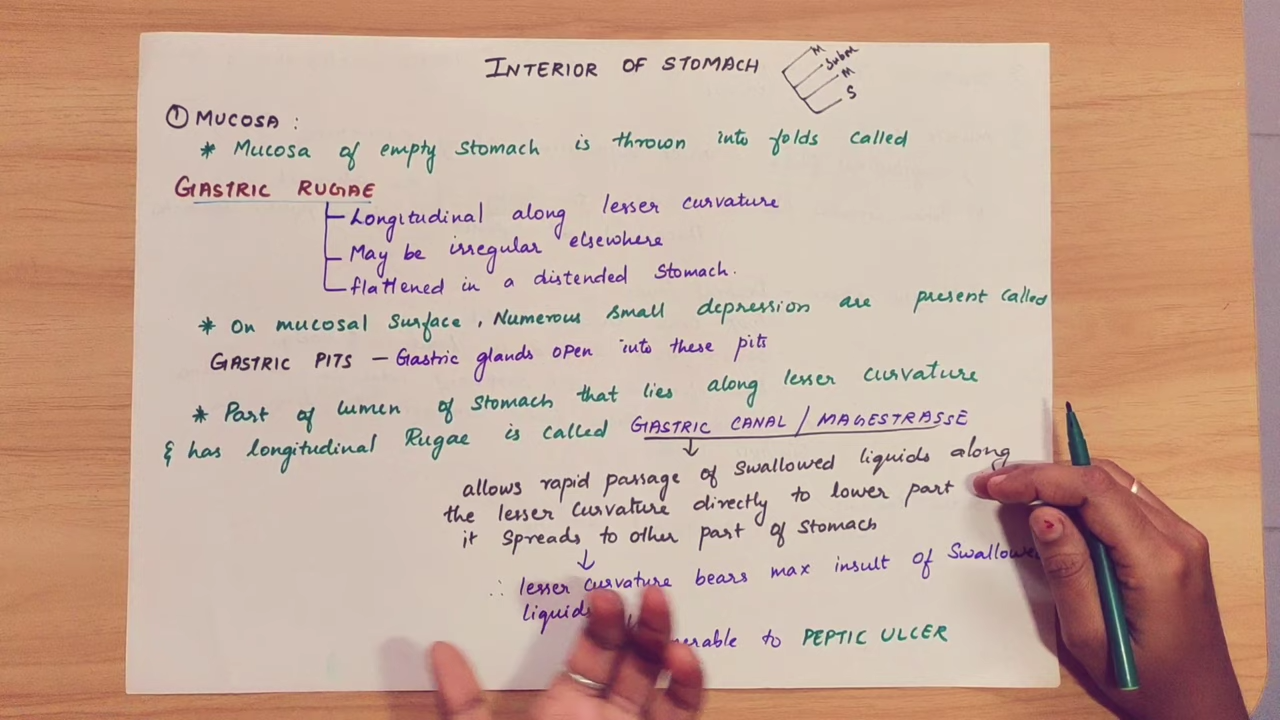 INTERIOR OF STOMACH
M
SubM
M
S
① MUCOSA :
* Mucosa of empty Stomach is thrown into folds called
GASTRIC RUGAE
Longitudinal along lesser curvature
May be irregular elsewhere
flattened in a distended Stomach.
* On mucosal Surface, Numerous small depression are present called
GASTRIC PITS — Gastric glands open into these pits
* Part of lumen of Stomach that lies along lesser curvature
& has longitudinal Rugae is called GASTRIC CANAL / MAGESTRASSE
↓
allows rapid passage of Swallowed liquids along
the lesser curvature directly to lower part
it Spreads to other part of Stomach
↓
∴ lesser curvature bears max insult of
liquids
to PEPTIC ULCER